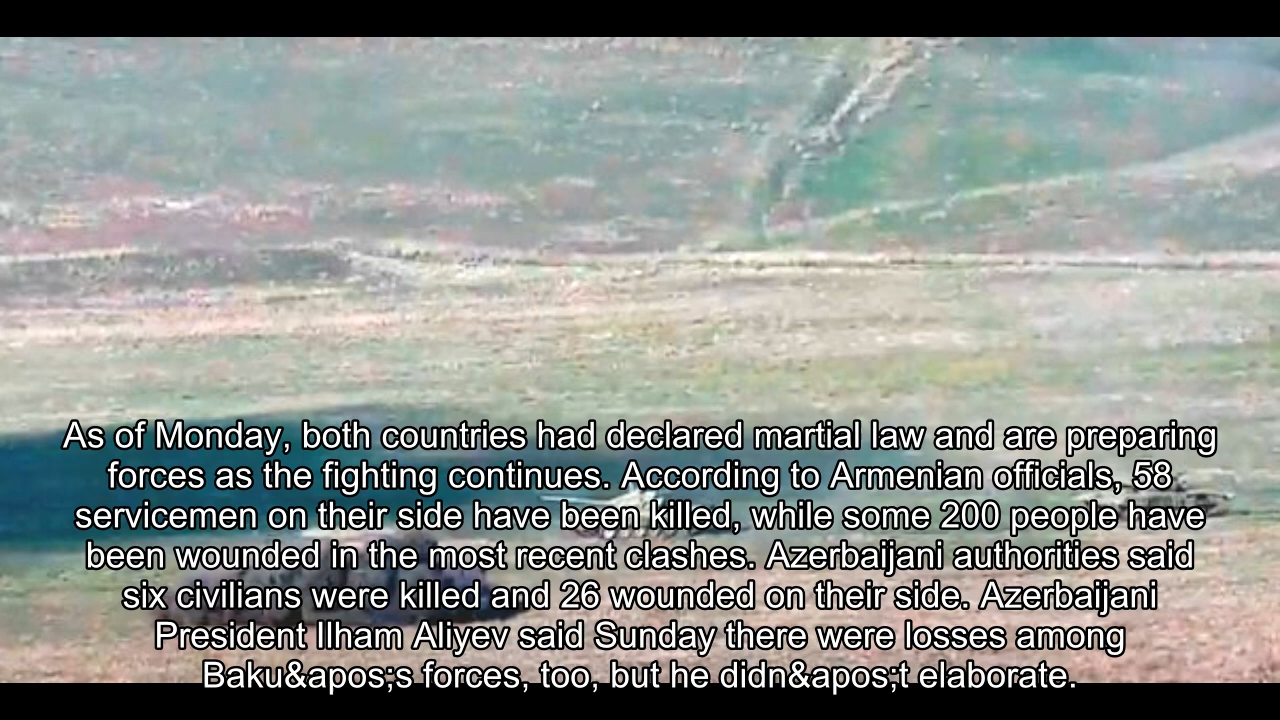 As of Monday, both countries had declared martial law and are preparing
forces as the fighting continues. According to Armenian officials, 58
servicemen on their side have been killed, while some 200 people have
been wounded in the most recent clashes. Azerbaijani authorities said
six civilians were killed and 26 wounded on their side. Azerbaijani
President Ilham Aliyev said Sunday there were losses among
Baku&apos;s forces, too, but he didn&apos;t elaborate.